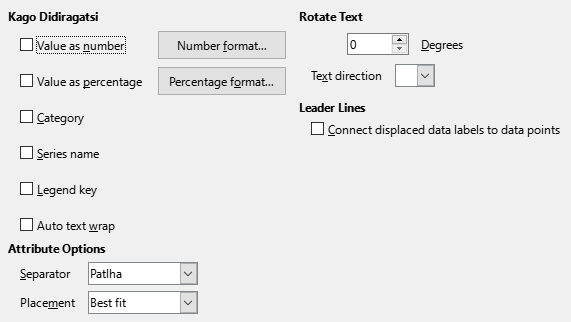 Kago Didiragatsi
Value as number
Number format...
Value as percentage
Percentage format...
Category
Series name
Legend key
Auto text wrap
Attribute Options
Separator
Patlha
Placement
Best fit
Rotate Text
0
Degrees
Text direction
Leader Lines
Connect displaced data labels to data points